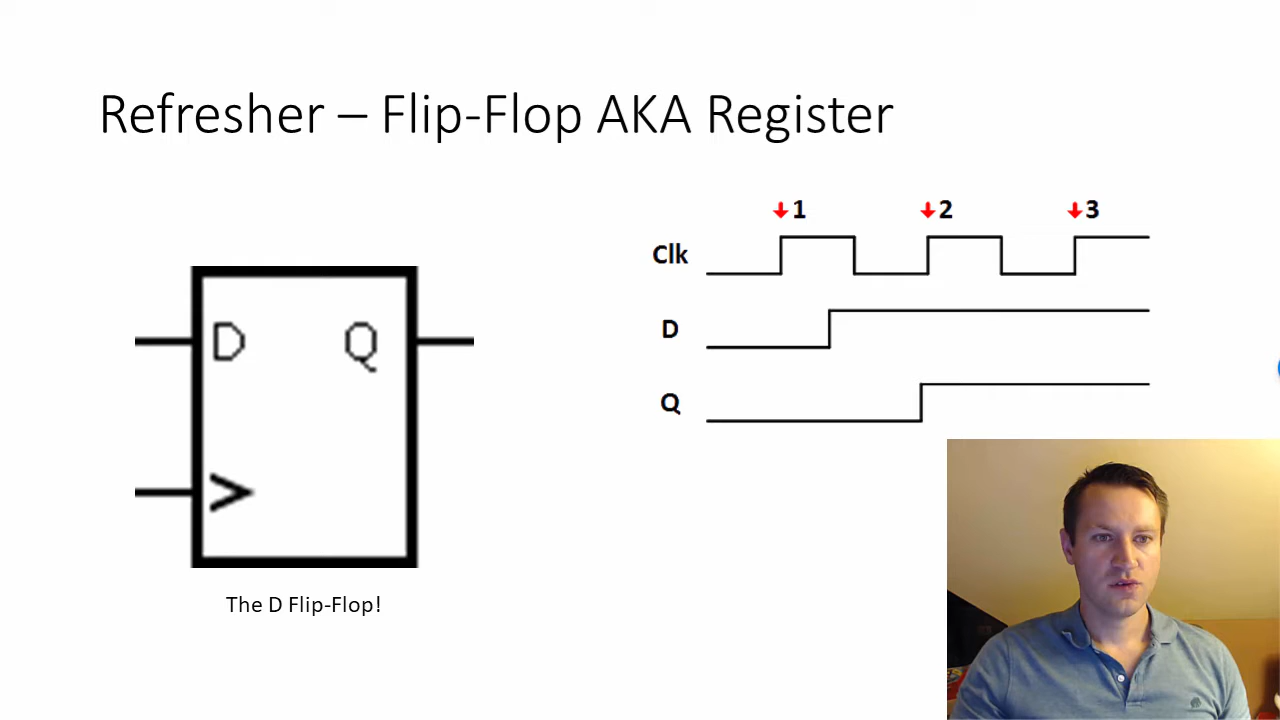 Refresher – Flip-Flop AKA Register
D Q
>
The D Flip-Flop!
1 2 3
Clk
D
Q